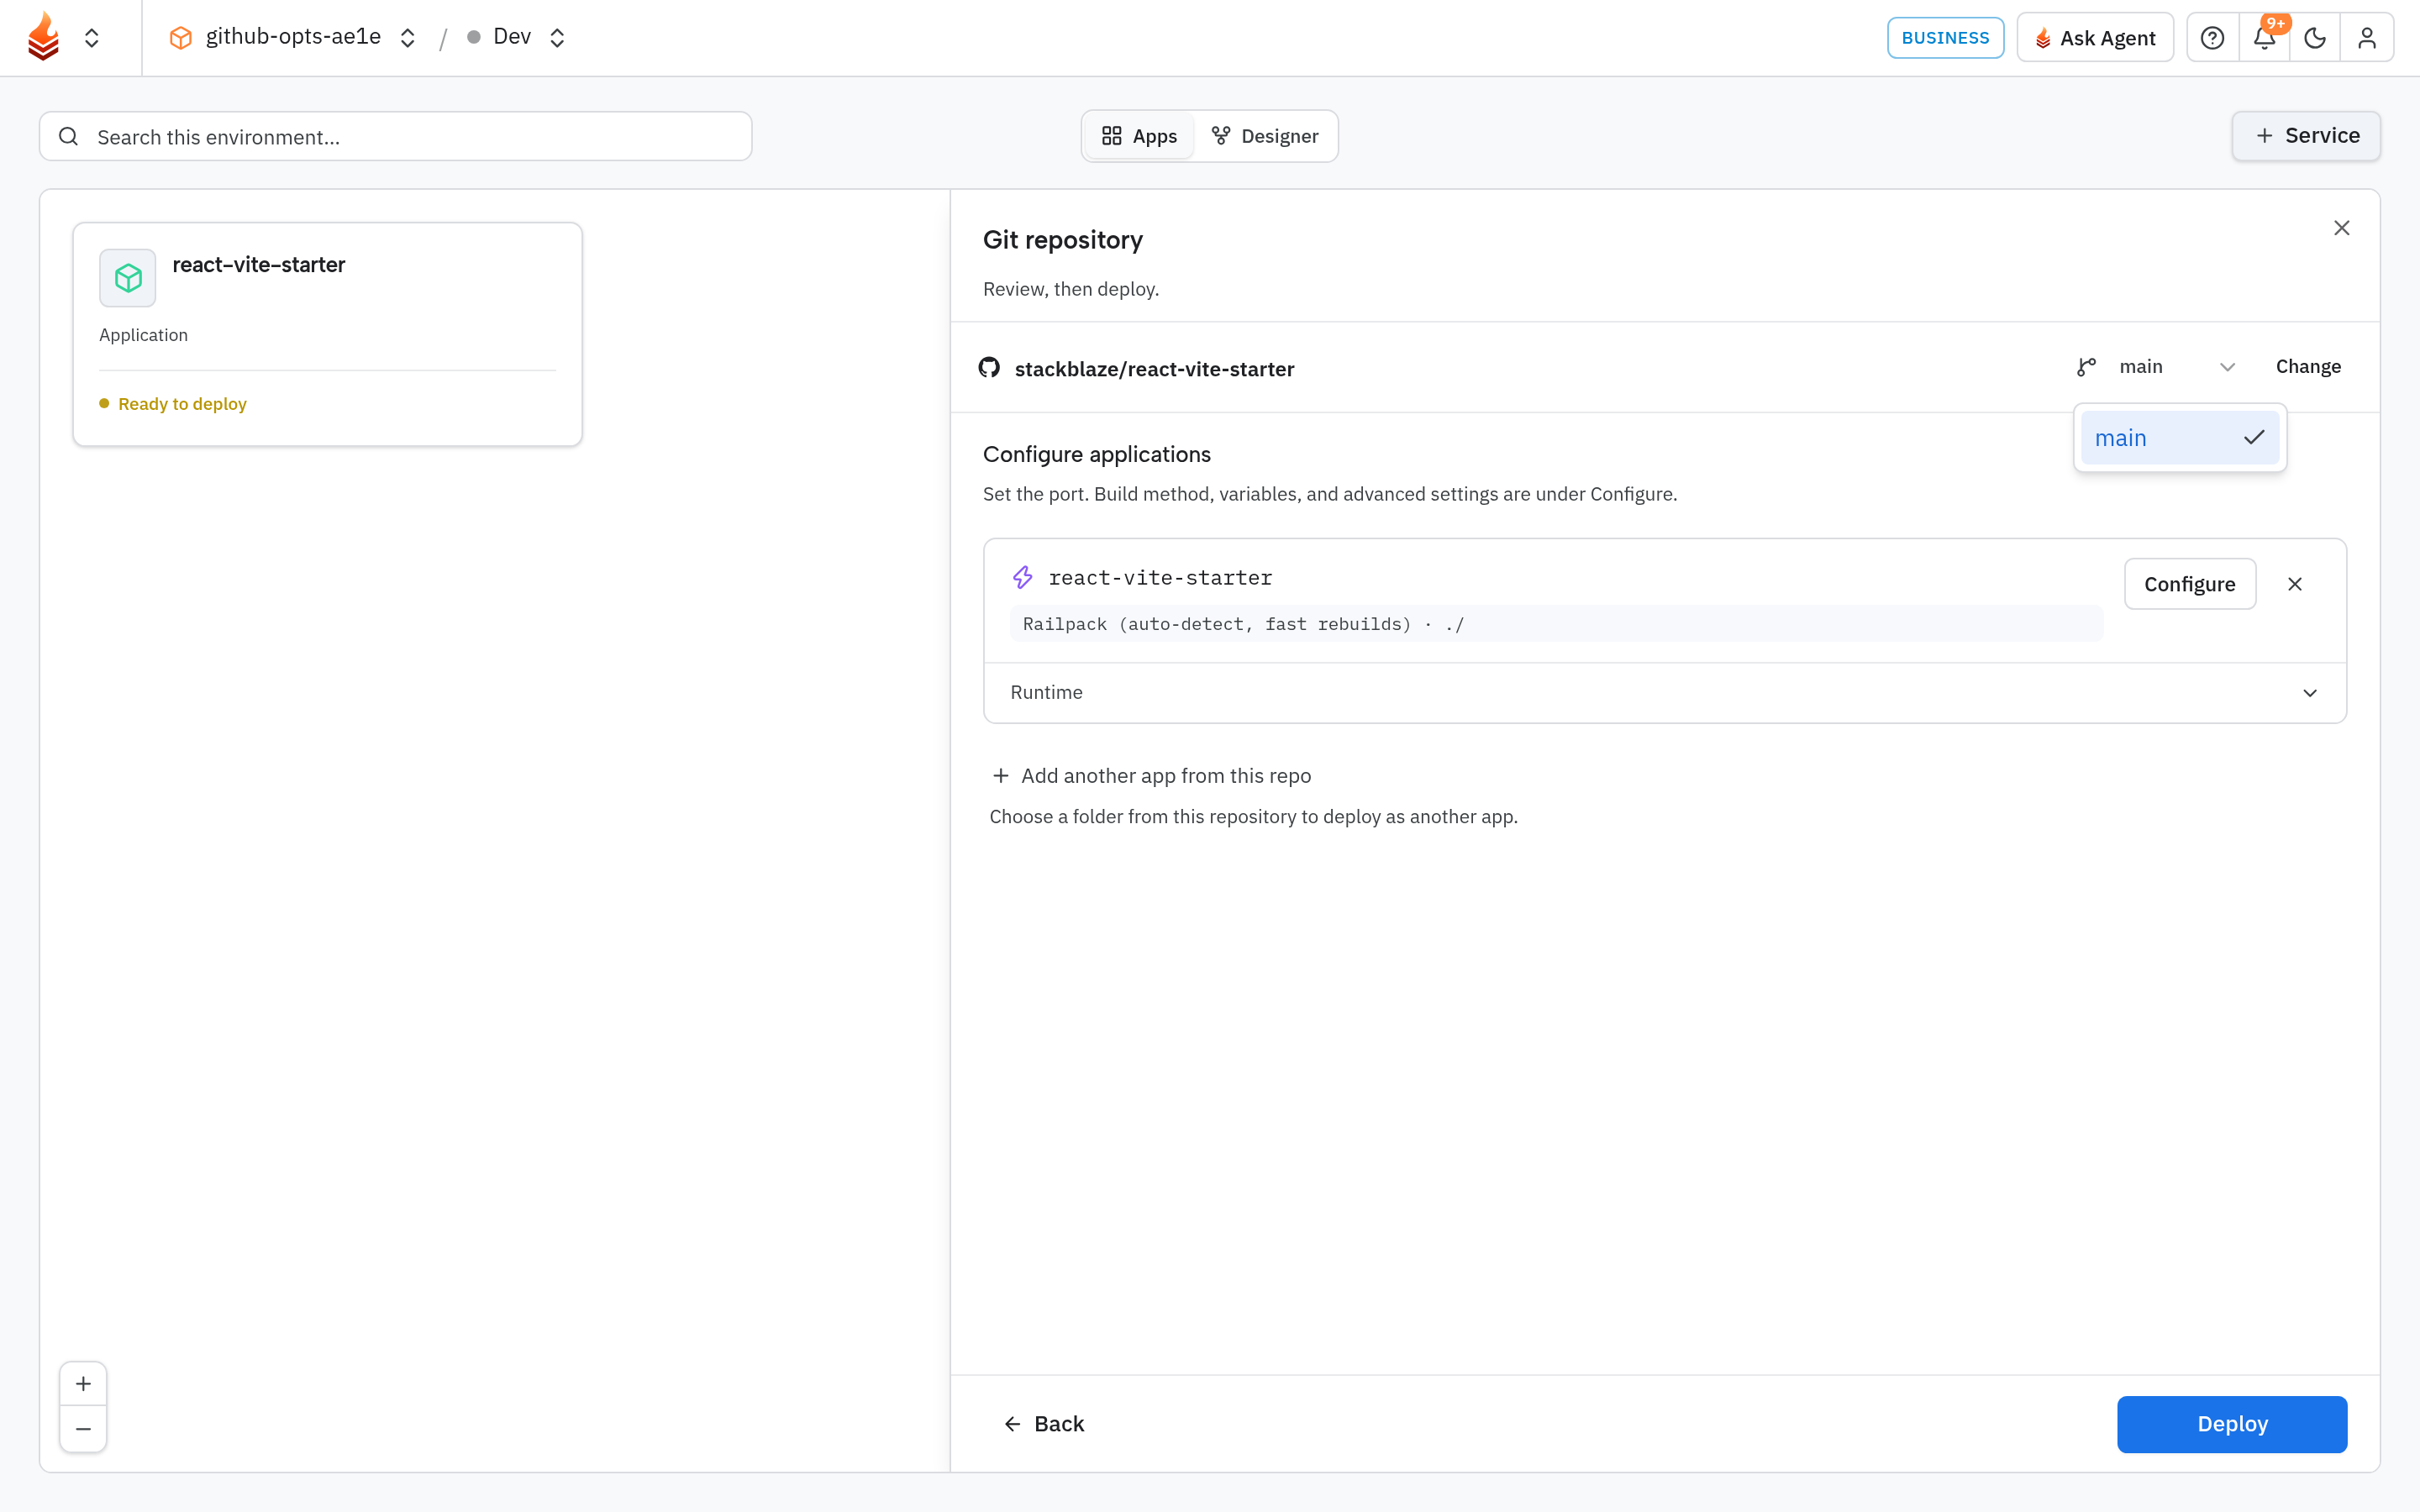 github-opts-ae1e / Dev
BUSINESS
Ask Agent
9+
Search this environment...
Apps
Designer
+ Service
react-vite-starter
Application
Ready to deploy
Git repository
Review, then deploy.
stackblaze/react-vite-starter
main
Change
main
Configure applications
Set the port. Build method, variables, and advanced settings are under Configure.
react-vite-starter
Configure
Railpack (auto-detect, fast rebuilds) · ./
Runtime
+ Add another app from this repo
Choose a folder from this repository to deploy as another app.
Back
Deploy